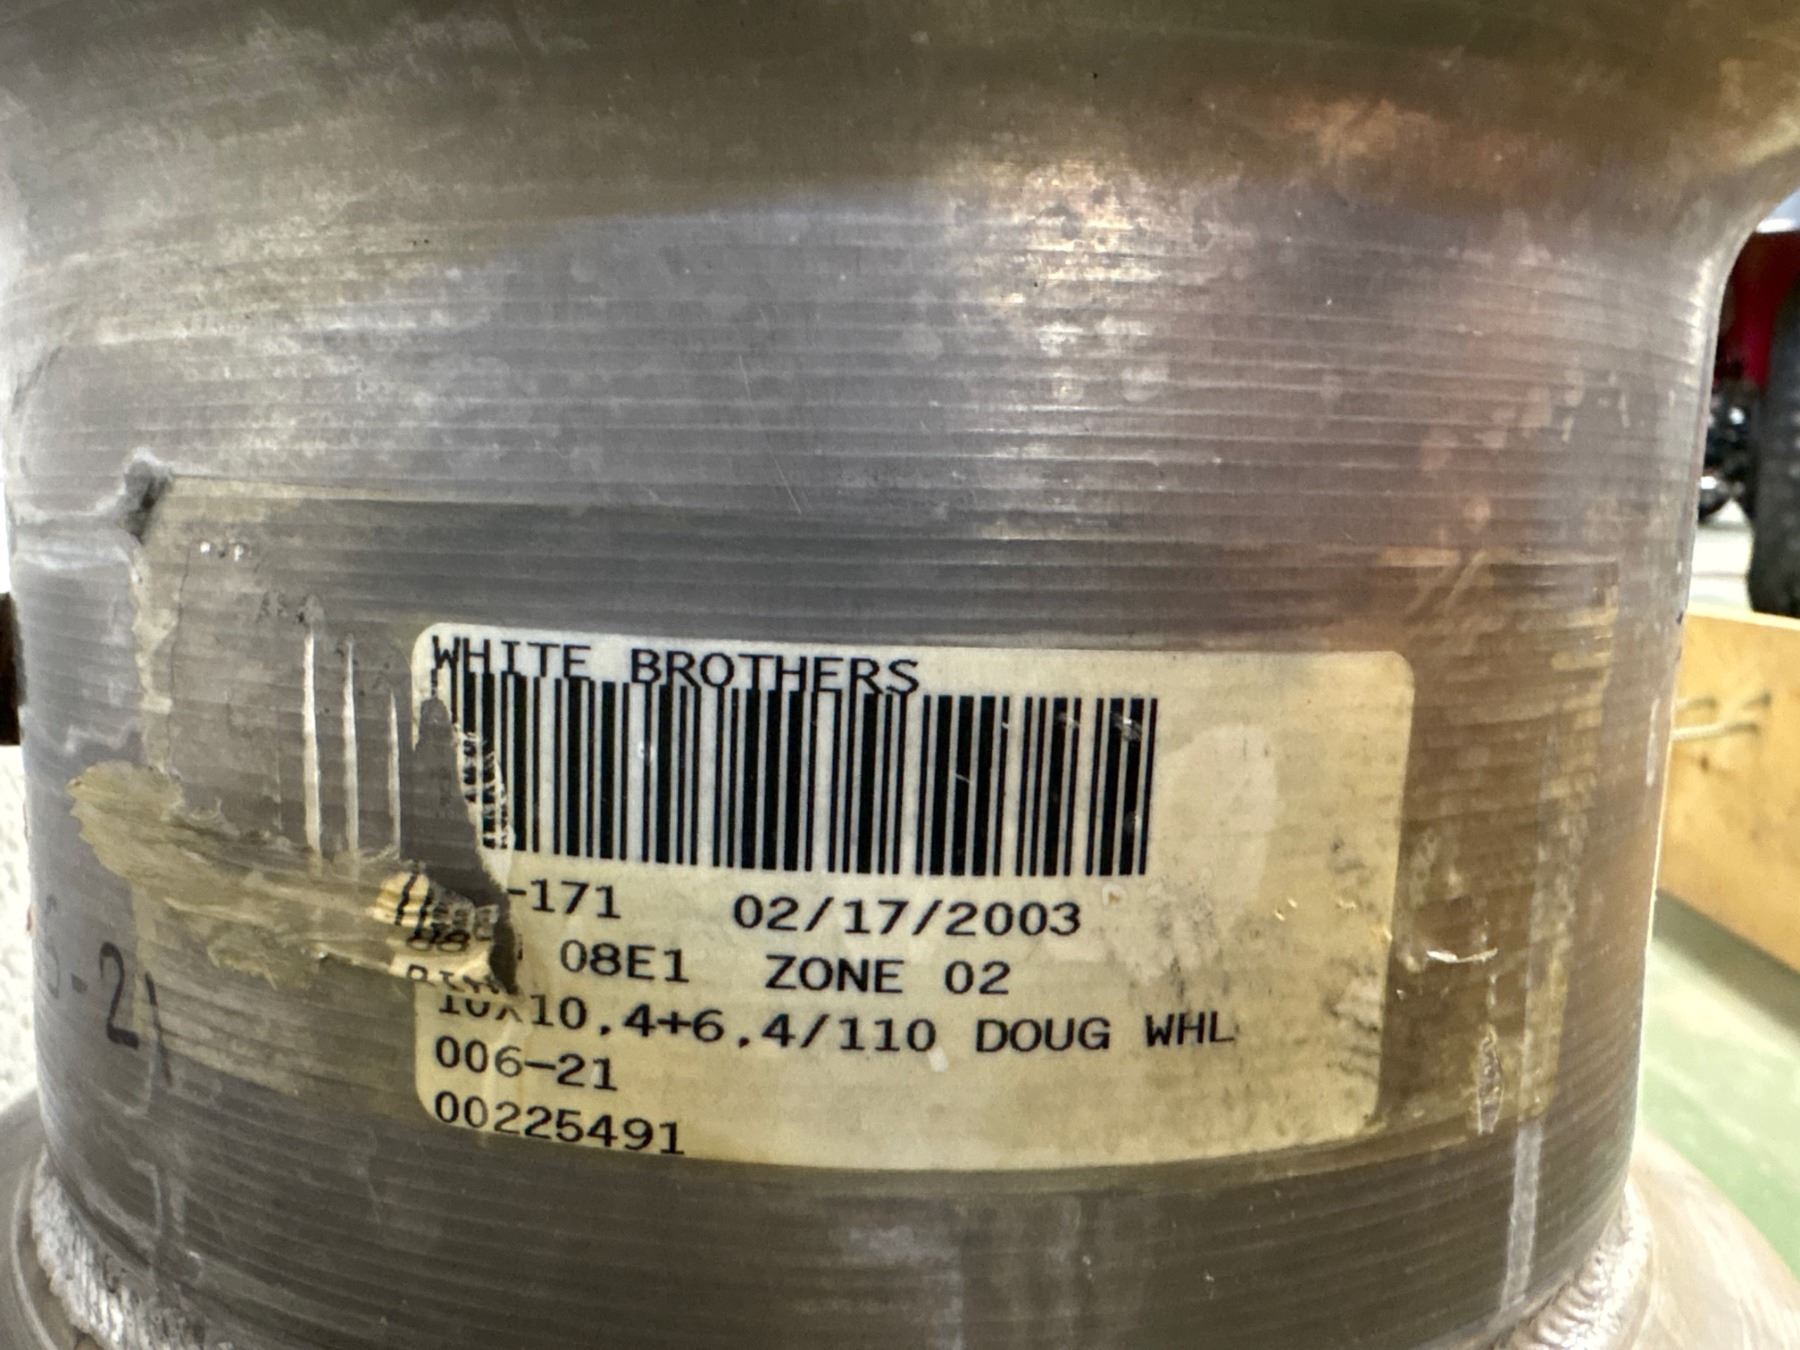 WHITE BROTHERS
-171 02/17/2003
08E1 ZONE 02
10X10.4+6.4/110 DOUG WHL
006-21
00225491
-21